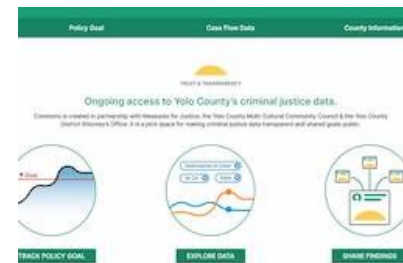 Policy Goal
Case Flow Data
County Information
TRUST & TRANSPARENCY
Ongoing access to Yolo County's criminal justice data.
Commons is created in partnership with Measures for Justice, the Yolo County Multi-Cultural Community Council & the Yolo County
District Attorney's Office. It is a joint space for making criminal justice data transparent and shared goals public.
Goal
TRACK POLICY GOAL
EXPLORE DATA
SHARE FINDINGS